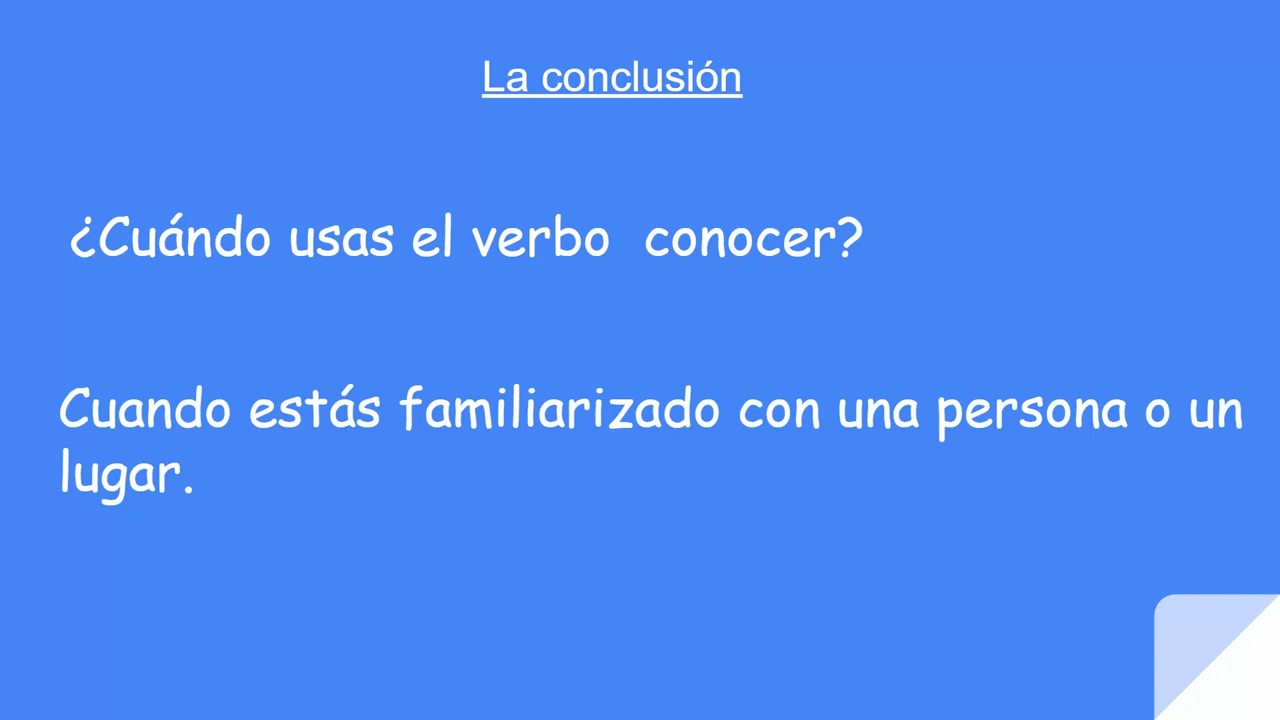 La conclusión
¿Cuándo usas el verbo conocer?
Cuando estás familiarizado con una persona o un
lugar.